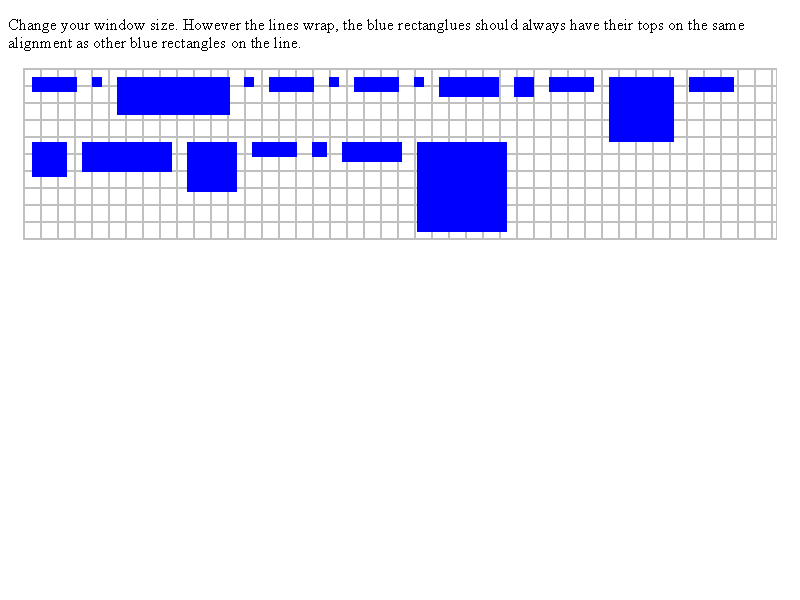 Change your window size. However the lines wrap, the blue rectanglues should always have their tops on the same
alignment as other blue rectangles on the line.